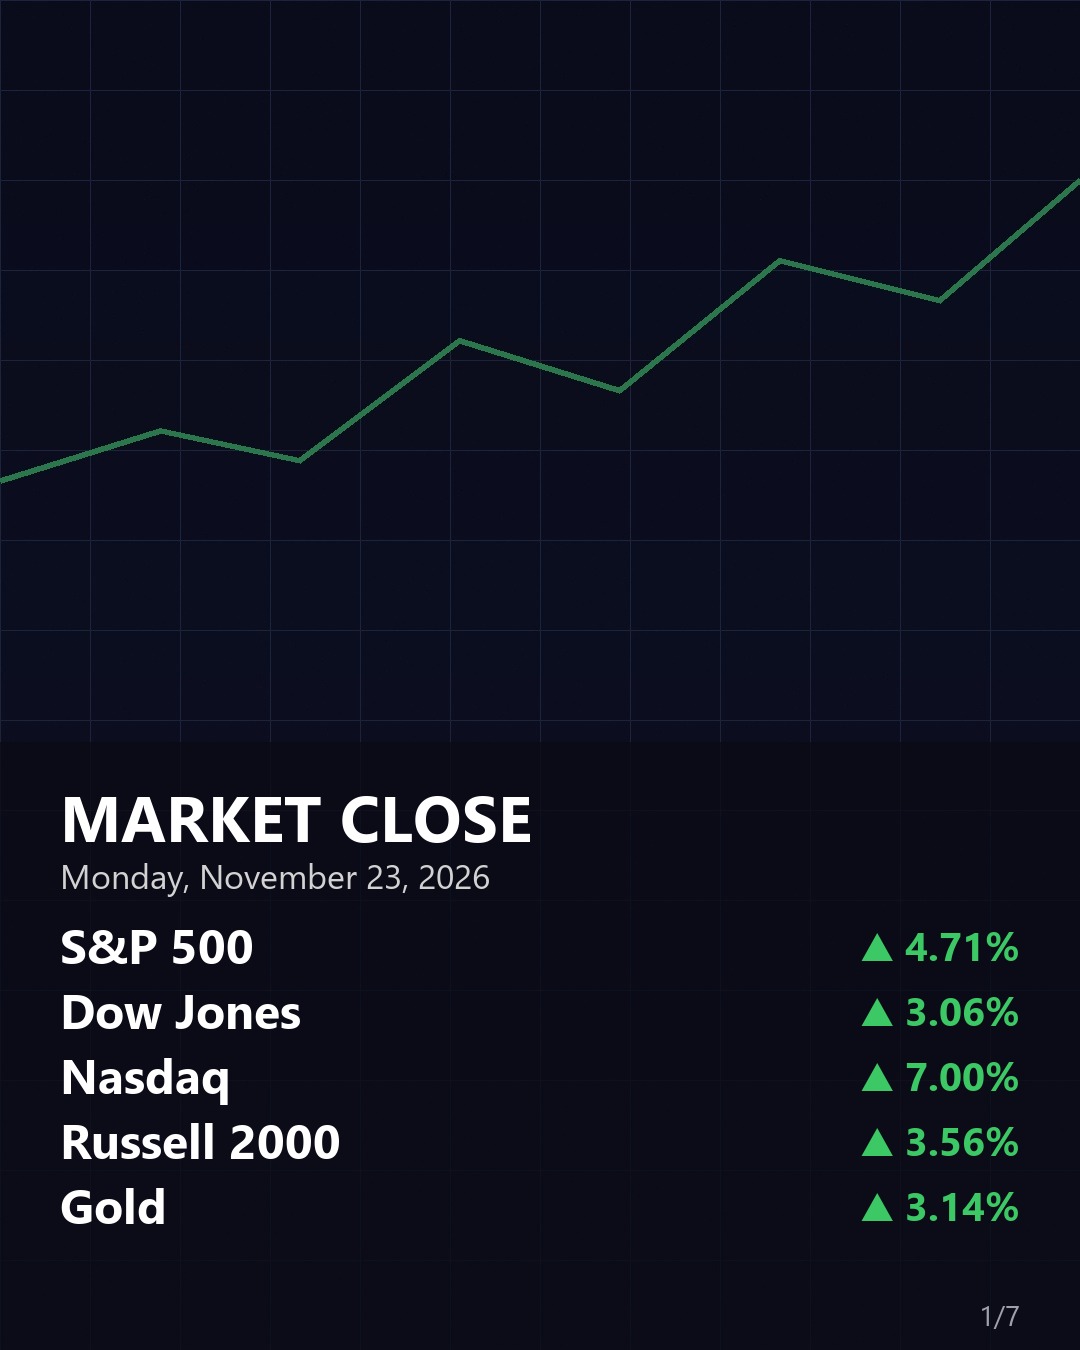 MARKET CLOSE
Monday, November 23, 2026
S&P 500 ▲ 4.71%
Dow Jones ▲ 3.06%
Nasdaq ▲ 7.00%
Russell 2000 ▲ 3.56%
Gold ▲ 3.14%
1/7